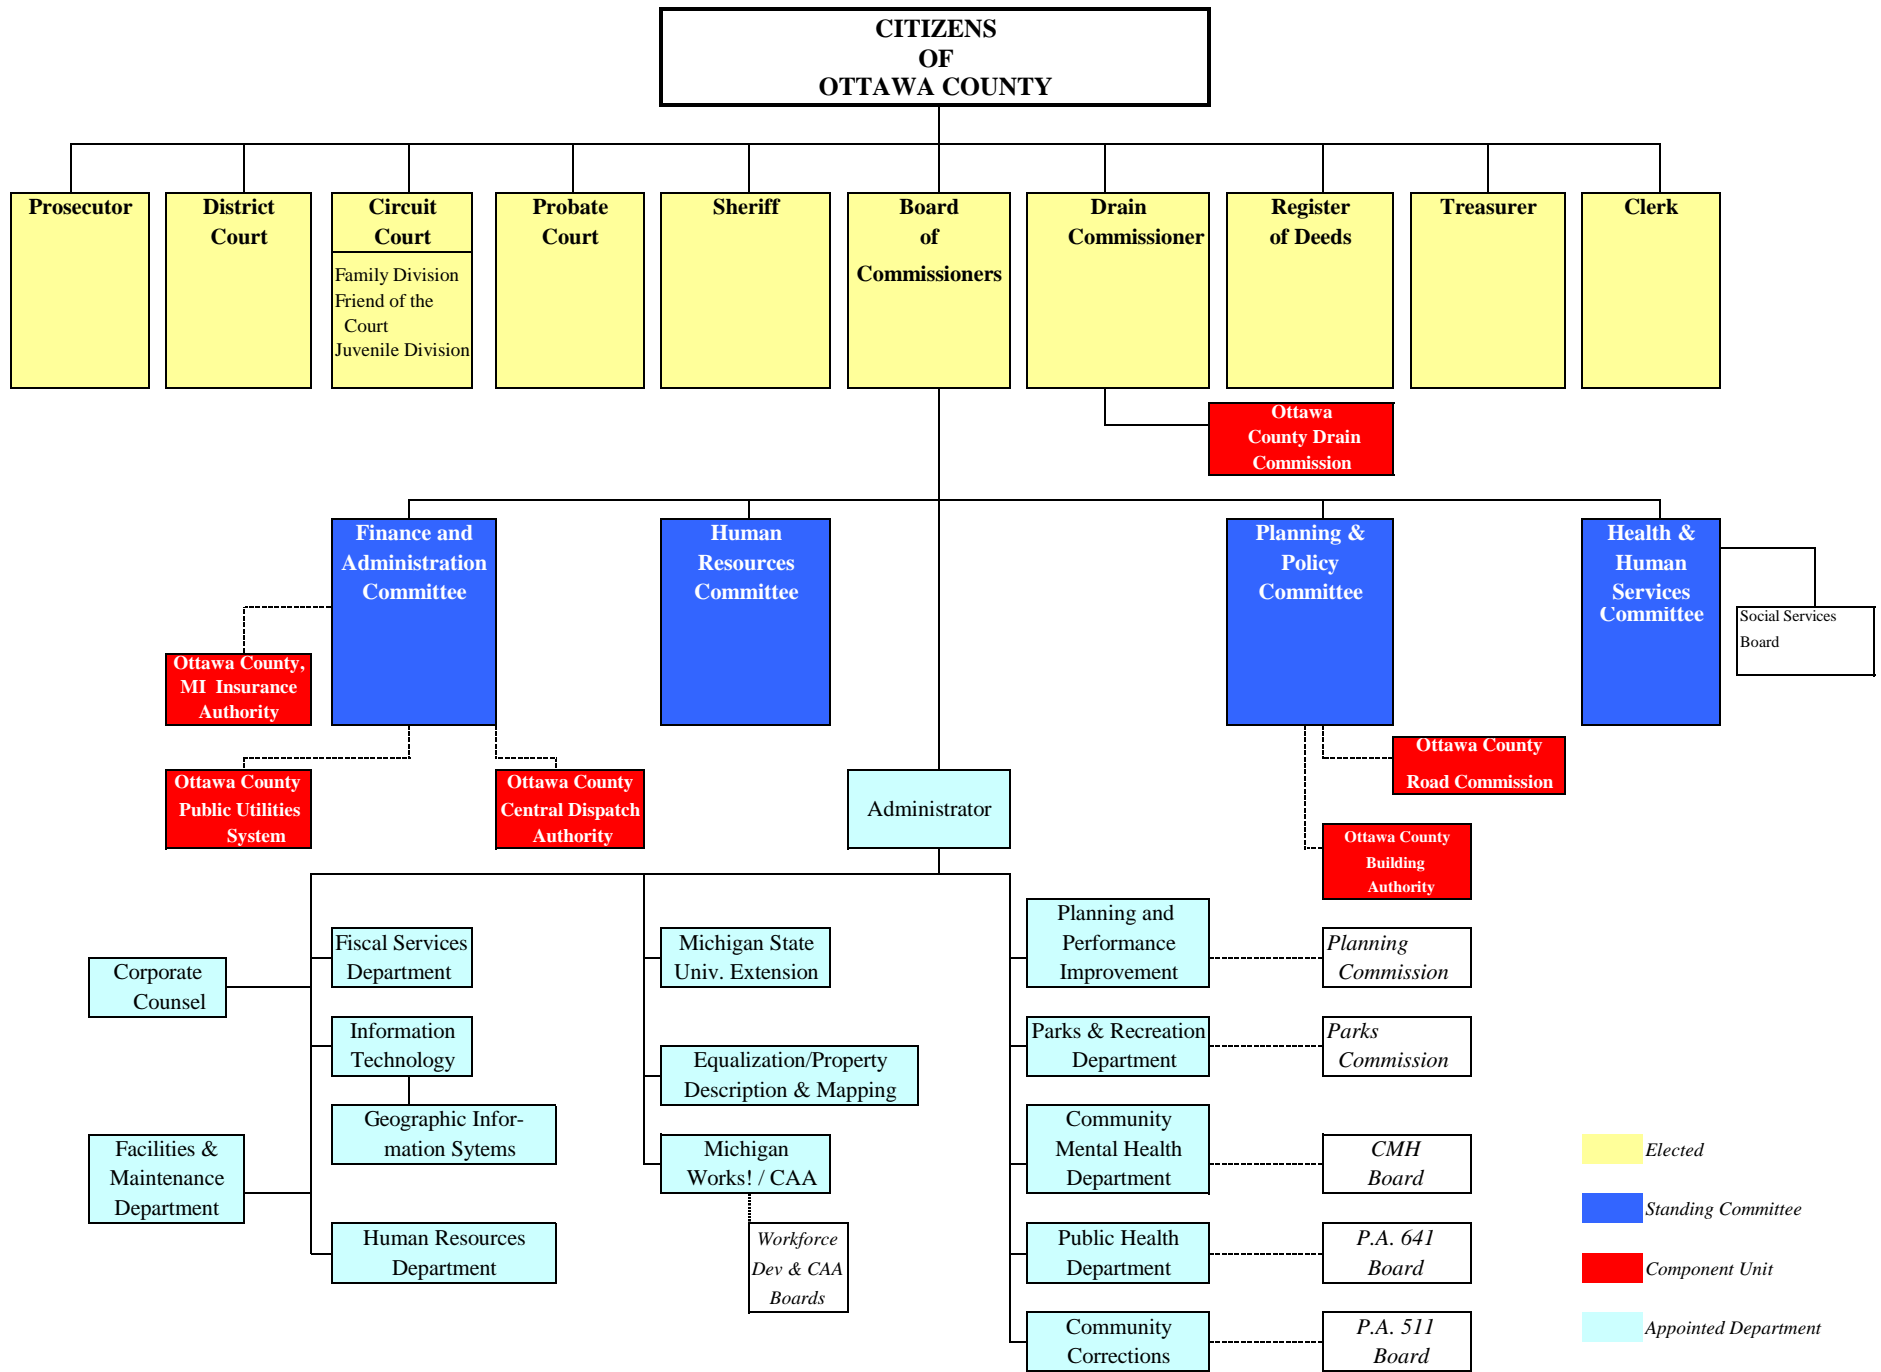 CITIZENS
OF
OTTAWA COUNTY
Prosecutor
District
Court
Circuit
Court
Family Division
Friend of the
Court
Juvenile Division
Probate
Court
Sheriff
Board
of
Commissioners
Drain
Commissioner
Register
of Deeds
Treasurer
Clerk
Ottawa
County Drain
Commission
Finance and
Administration
Committee
Human
Resources
Committee
Planning &
Policy
Committee
Health &
Human
Services
Committee
Social Services
Board
Ottawa County,
MI Insurance
Authority
Ottawa County
Public Utilities
System
Ottawa County
Central Dispatch
Authority
Administrator
Ottawa County
Road Commission
Ottawa County
Building
Authority
Corporate
Counsel
Facilities &
Maintenance
Department
Fiscal Services
Department
Information
Technology
Geographic Infor-
mation Sytems
Human Resources
Department
Michigan State
Univ. Extension
Equalization/Property
Description & Mapping
Michigan
Works! / CAA
Workforce
Dev & CAA
Boards
Planning and
Performance
Improvement
Planning
Commission
Parks & Recreation
Department
Parks
Commission
Community
Mental Health
Department
CMH
Board
Public Health
Department
P.A. 641
Board
Community
Corrections
P.A. 511
Board
Elected
Standing Committee
Component Unit
Appointed Department